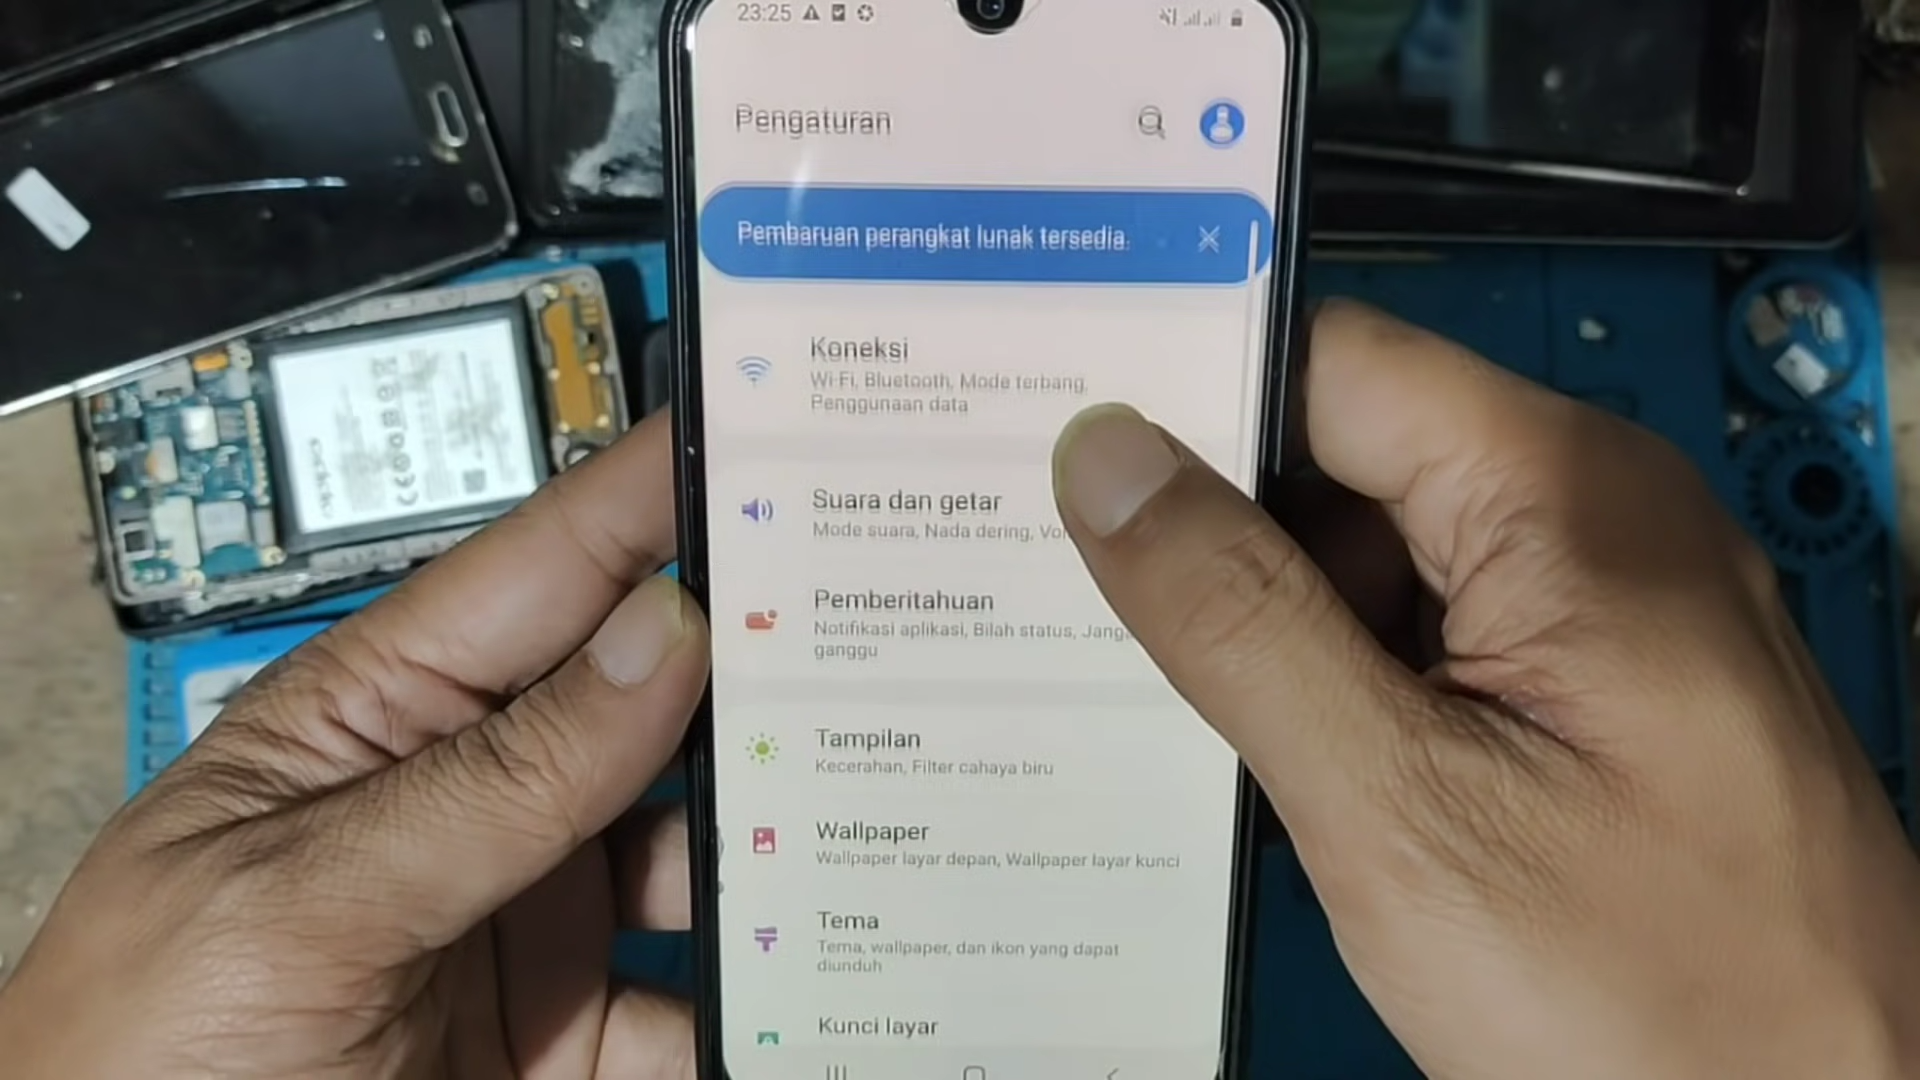 23:25
Pengaturan
Pembaruan perangkat lunak tersedia.
Koneksi
Wi-Fi, Bluetooth, Mode terbang,
Penggunaan data
Suara dan getar
Mode suara, Nada dering,
Pemberitahuan
Notifikasi aplikasi, Bilah status,
ganggu
Tampilan
Kecerahan, Filter cahaya biru
Wallpaper
Wallpaper layar depan, Wallpaper layar kunci
Tema
Tema, wallpaper, dan ikon yang dapat
diunduh
Kunci layar